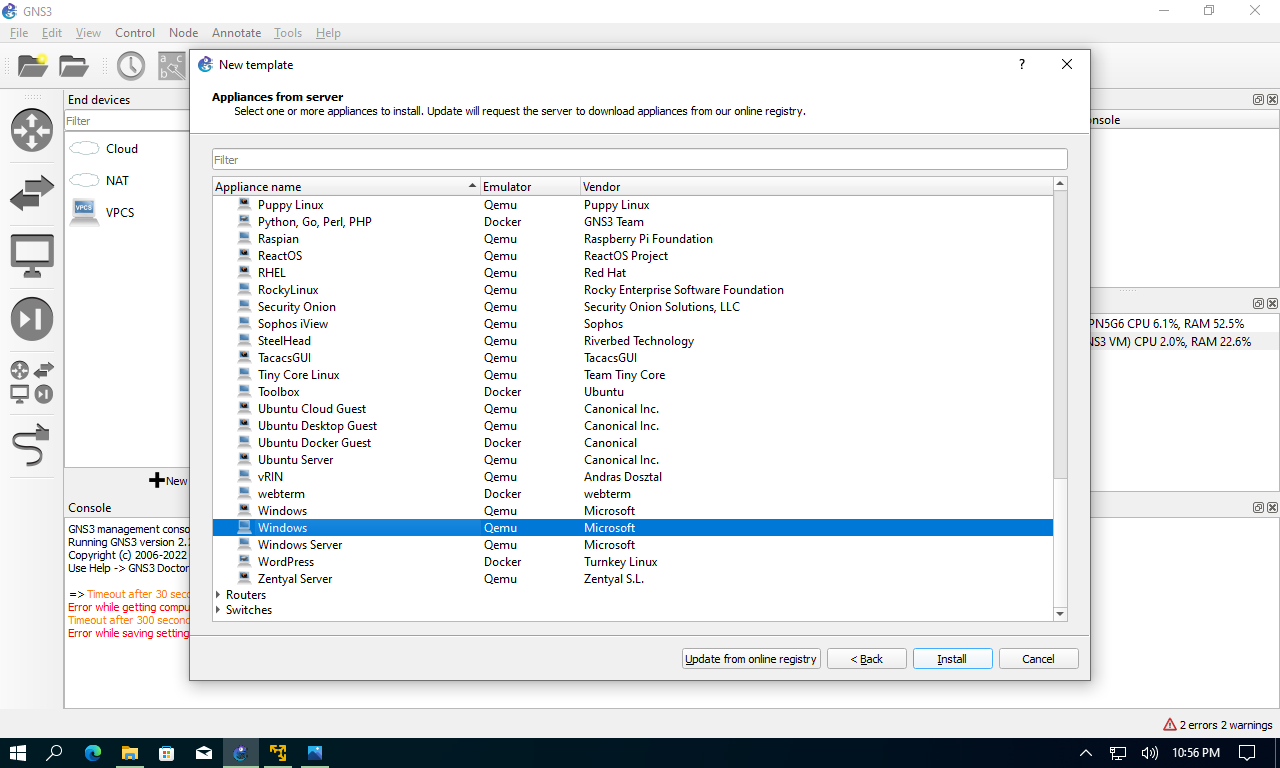 GNS3
File Edit View Control Node Annotate Tools Help
New template
?
Appliances from server
Select one or more appliances to install. Update will request the server to download appliances from our online registry.
End devices
Filter
Cloud
NAT
VPCS
VPCS
New
Filter
Appliance name Emulator Vendor
Puppy Linux Qemu Puppy Linux
Python, Go, Perl, PHP Docker GNS3 Team
Raspian Qemu Raspberry Pi Foundation
ReactOS Qemu ReactOS Project
RHEL Qemu Red Hat
RockyLinux Qemu Rocky Enterprise Software Foundation
Security Onion Qemu Security Onion Solutions, LLC
Sophos iView Qemu Sophos
SteelHead Qemu Riverbed Technology
TacacsGUI Qemu TacacsGUI
Tiny Core Linux Qemu Team Tiny Core
Toolbox Docker Ubuntu
Ubuntu Cloud Guest Qemu Canonical Inc.
Ubuntu Desktop Guest Qemu Canonical Inc.
Ubuntu Docker Guest Docker Canonical
Ubuntu Server Qemu Canonical Inc.
vRIN Qemu Andras Dosztal
webterm Docker webterm
Windows Qemu Microsoft
Windows Qemu Microsoft
Windows Server Qemu Microsoft
WordPress Docker Turnkey Linux
Zentyal Server Qemu Zentyal S.L.
Routers
Switches
Update from online registry < Back Install Cancel
onsole
PN5G6 CPU 6.1%, RAM 52.5%
NS3 VM) CPU 2.0%, RAM 22.6%
Console
GNS3 management conso
Running GNS3 version 2.
Copyright (c) 2006-2022
Use Help -> GNS3 Doctor
=> Timeout after 30 seco
Error while getting compu
Timeout after 300 second
Error while saving setting
2 errors 2 warnings
10:56 PM